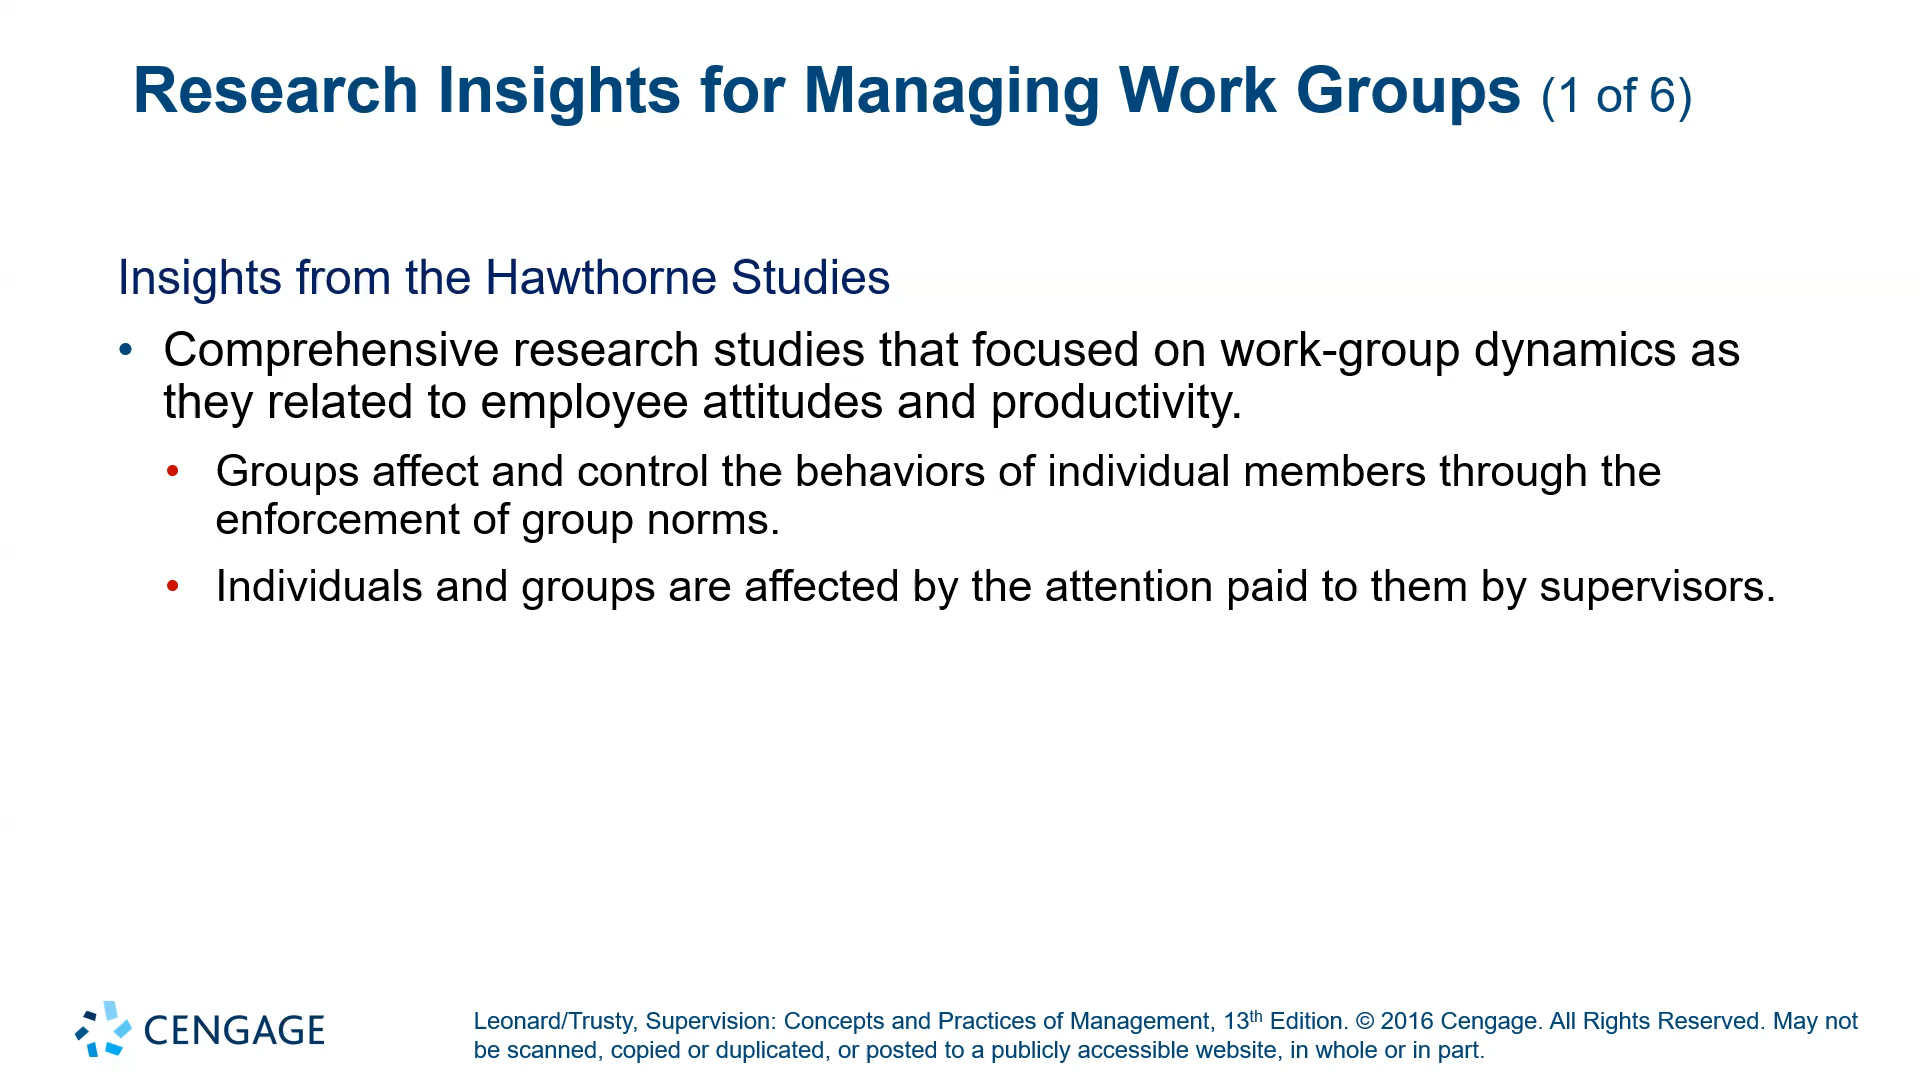 Research Insights for Managing Work Groups (1 of 6)
Insights from the Hawthorne Studies
• Comprehensive research studies that focused on work-group dynamics as
they related to employee attitudes and productivity.
• Groups affect and control the behaviors of individual members through the
enforcement of group norms.
• Individuals and groups are affected by the attention paid to them by supervisors.
CENGAGE
Leonard/Trusty, Supervision: Concepts and Practices of Management, 13th Edition. © 2016 Cengage. All Rights Reserved. May not
be scanned, copied or duplicated, or posted to a publicly accessible website, in whole or in part.